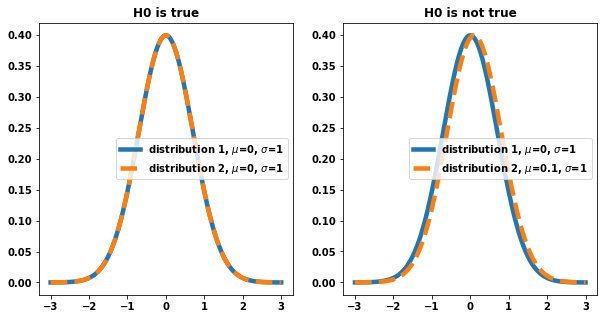 H0 is true
0.40
0.35
0.30
0.25
0.20
0.15
0.10
0.05
0.00
distribution 1, μ=0, σ=1
distribution 2, μ=0, σ=1
−3 −2 −1 0 1 2 3
H0 is not true
0.40
0.35
0.30
0.25
0.20
0.15
0.10
0.05
0.00
distribution 1, μ=0, σ=1
distribution 2, μ=0.1, σ=1
−3 −2 −1 0 1 2 3